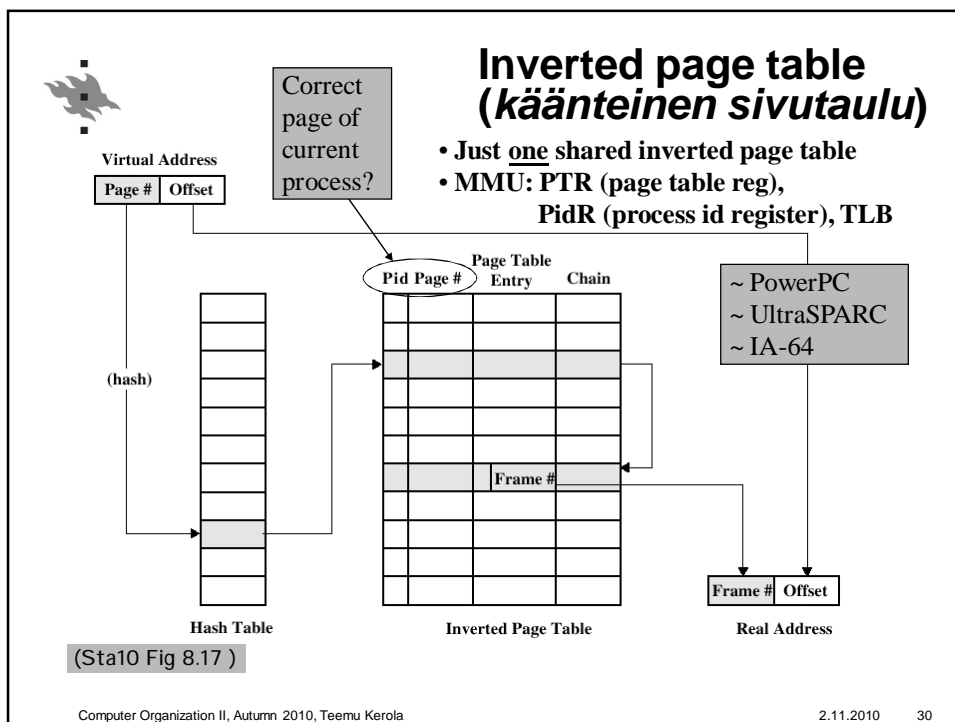 Inverted page table
(käänteinen sivutaulu)
Correct
page of
current
process?
• Just one shared inverted page table
• MMU: PTR (page table reg),
PidR (process id register), TLB
Virtual Address
Page # Offset
Pid Page #
Page Table
Entry
Chain
~ PowerPC
~ UltraSPARC
~ IA-64
(hash)
Frame #
Frame # Offset
Hash Table
Inverted Page Table
Real Address
(Sta10 Fig 8.17 )
Computer Organization II, Autumn 2010, Teemu Kerola
2.11.2010 30